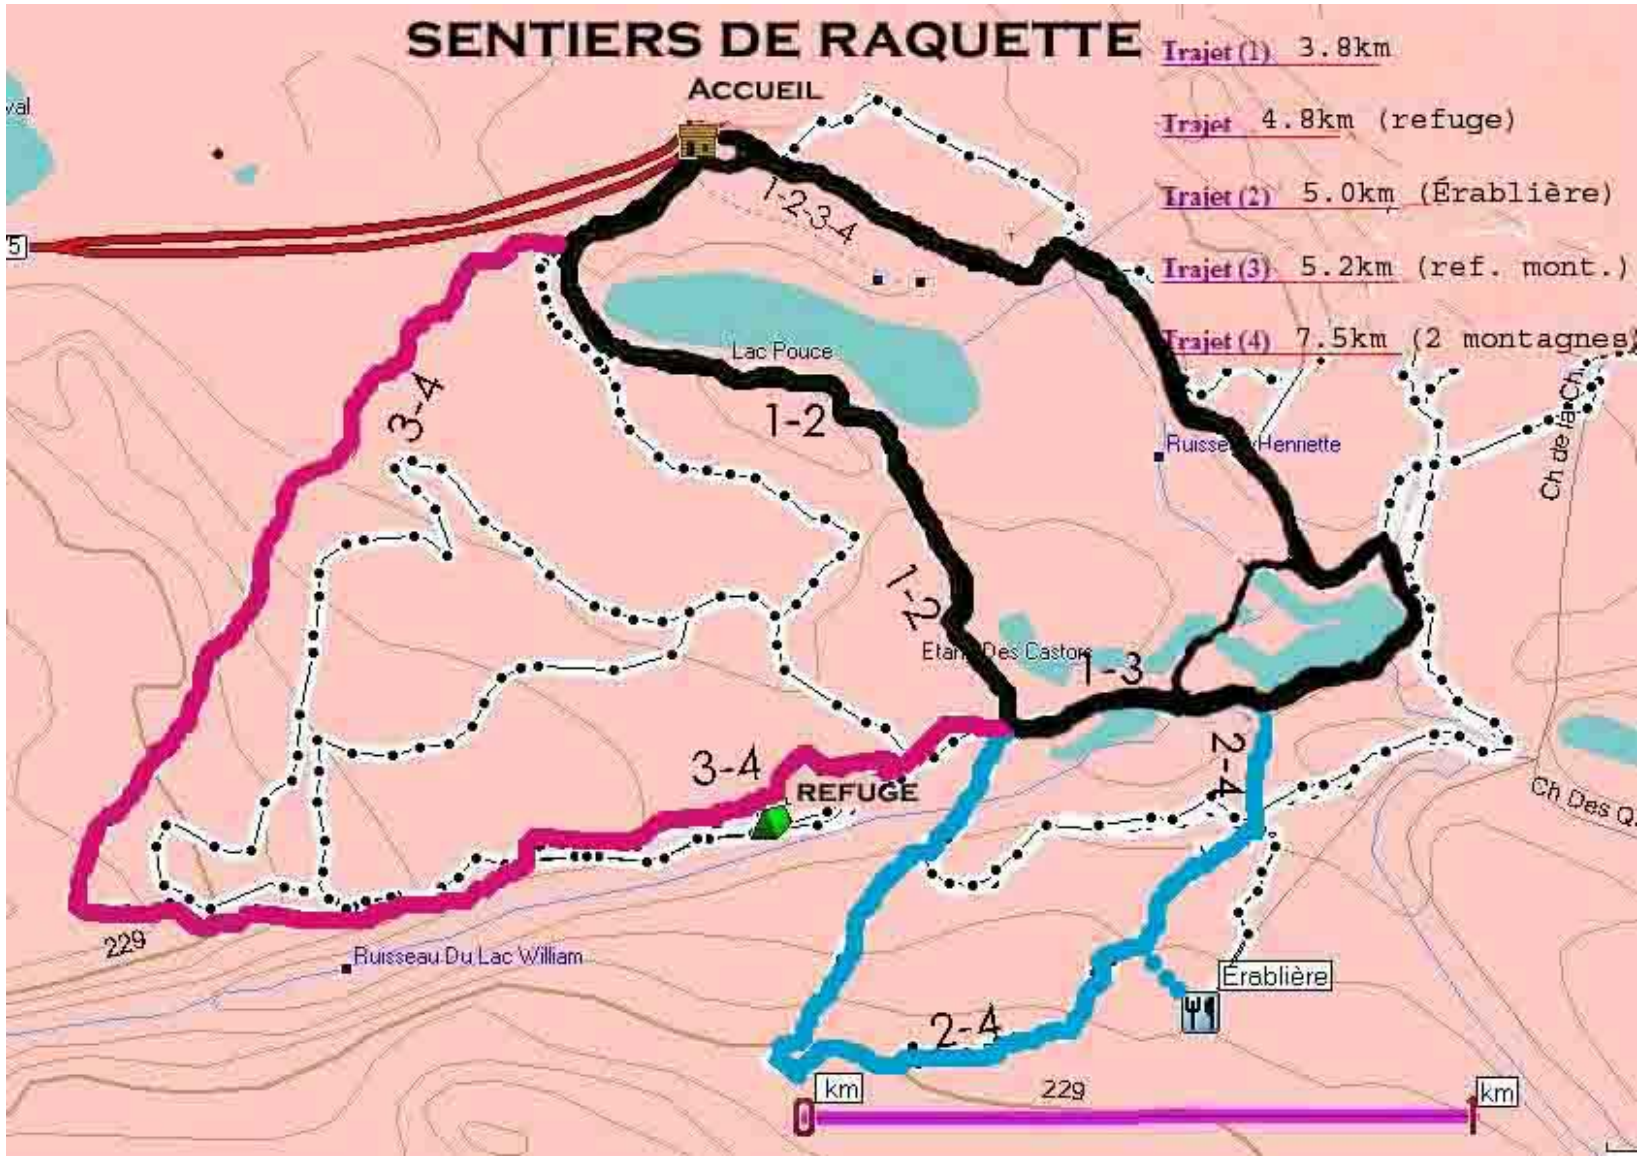 SENTIERS DE RAQUETTE
Trajet (1) 3.8km
ACCUEIL
val
Trajet 4.8km (refuge)
Trajet (2) 5.0km (Érablière)
1-2-3-4
5
Trajet (3) 5.2km (ref. mont.)
Trajet (4) 7.5km (2 montagnes)
Lac Pouce
3-4
1-2
Ruisseau Henriette
Ch de la Ch
1-2
Etang Des Castors
1-3
2-4
3-4
REFUGE
Ch Des Q
229
Ruisseau Du Lac William
Érablière
2-4
km
229
km
0
1